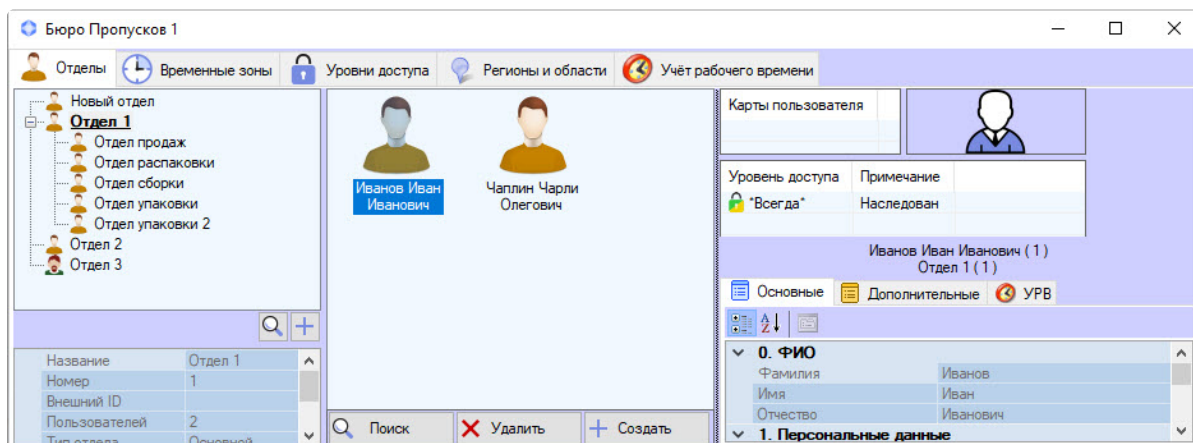 Бюро Пропусков 1
Отделы
Временные зоны
Уровни доступа
Регионы и области
Учёт рабочего времени
Новый отдел
Отдел 1
Отдел продаж
Отдел распаковки
Отдел сборки
Отдел упаковки
Отдел упаковки 2
Отдел 2
Отдел 3
Название Отдел 1
Номер 1
Внешний ID
Пользователей 2
Тип отдела Основной
Иванов Иван
Иванович
Чаплин Чарли
Олегович
Поиск
Удалить
Создать
Карты пользователя
Уровень доступа Примечание
"Всегда" Наследован
Иванов Иван Иванович ( 1 )
Отдел 1 ( 1 )
Основные
Дополнительные
УРВ
0. ФИО
Фамилия Иванов
Имя Иван
Отчество Иванович
1. Персональные данные